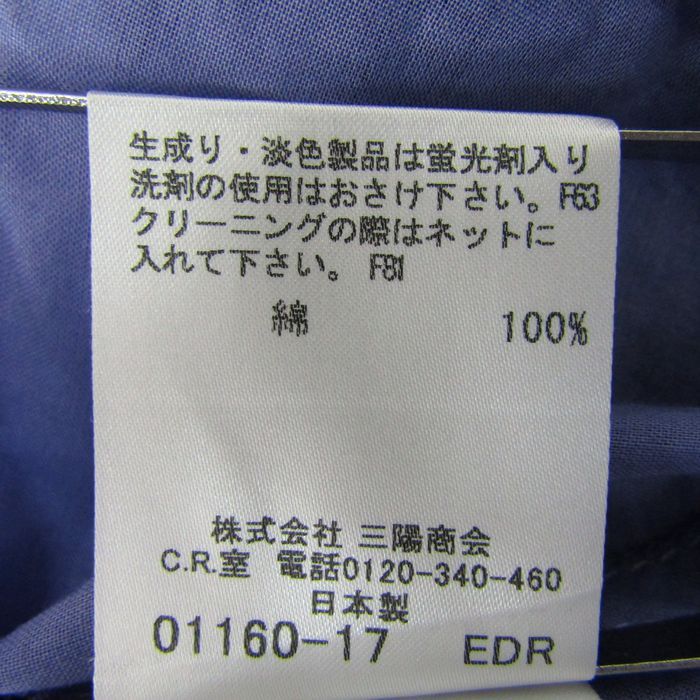 生成り・淡色製品は蛍光剤入り
洗剤の使用はおさけ下さい。F63
クリーニングの際はネットに
入れて下さい。 F81
綿 100%
株式会社 三陽商会
C.R.室 電話0120-340-460
日本製
01160-17 EDR